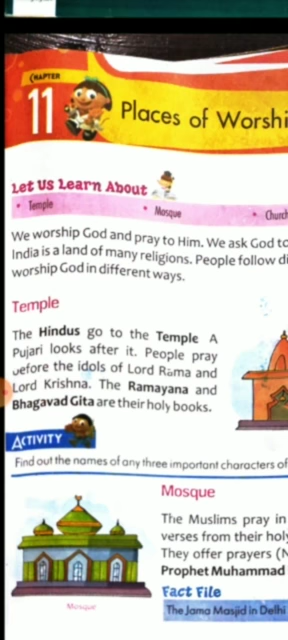 CHAPTER
11
Places of Worshi
Let Us Learn About
• Temple • Mosque • Church
We worship God and pray to Him. We ask God to
India is a land of many religions. People follow di
worship God in different ways.
Temple
The Hindus go to the Temple A
Pujari looks after it. People pray
before the idols of Lord Rama and
Lord Krishna. The Ramayana and
Bhagavad Gita are their holy books.
ACTIVITY
Find out the names of any three important characters of
Mosque
The Muslims pray in
verses from their holy
They offer prayers (N
Prophet Muhammad
Mosque
Fact File
The Jama Masjid in Delhi